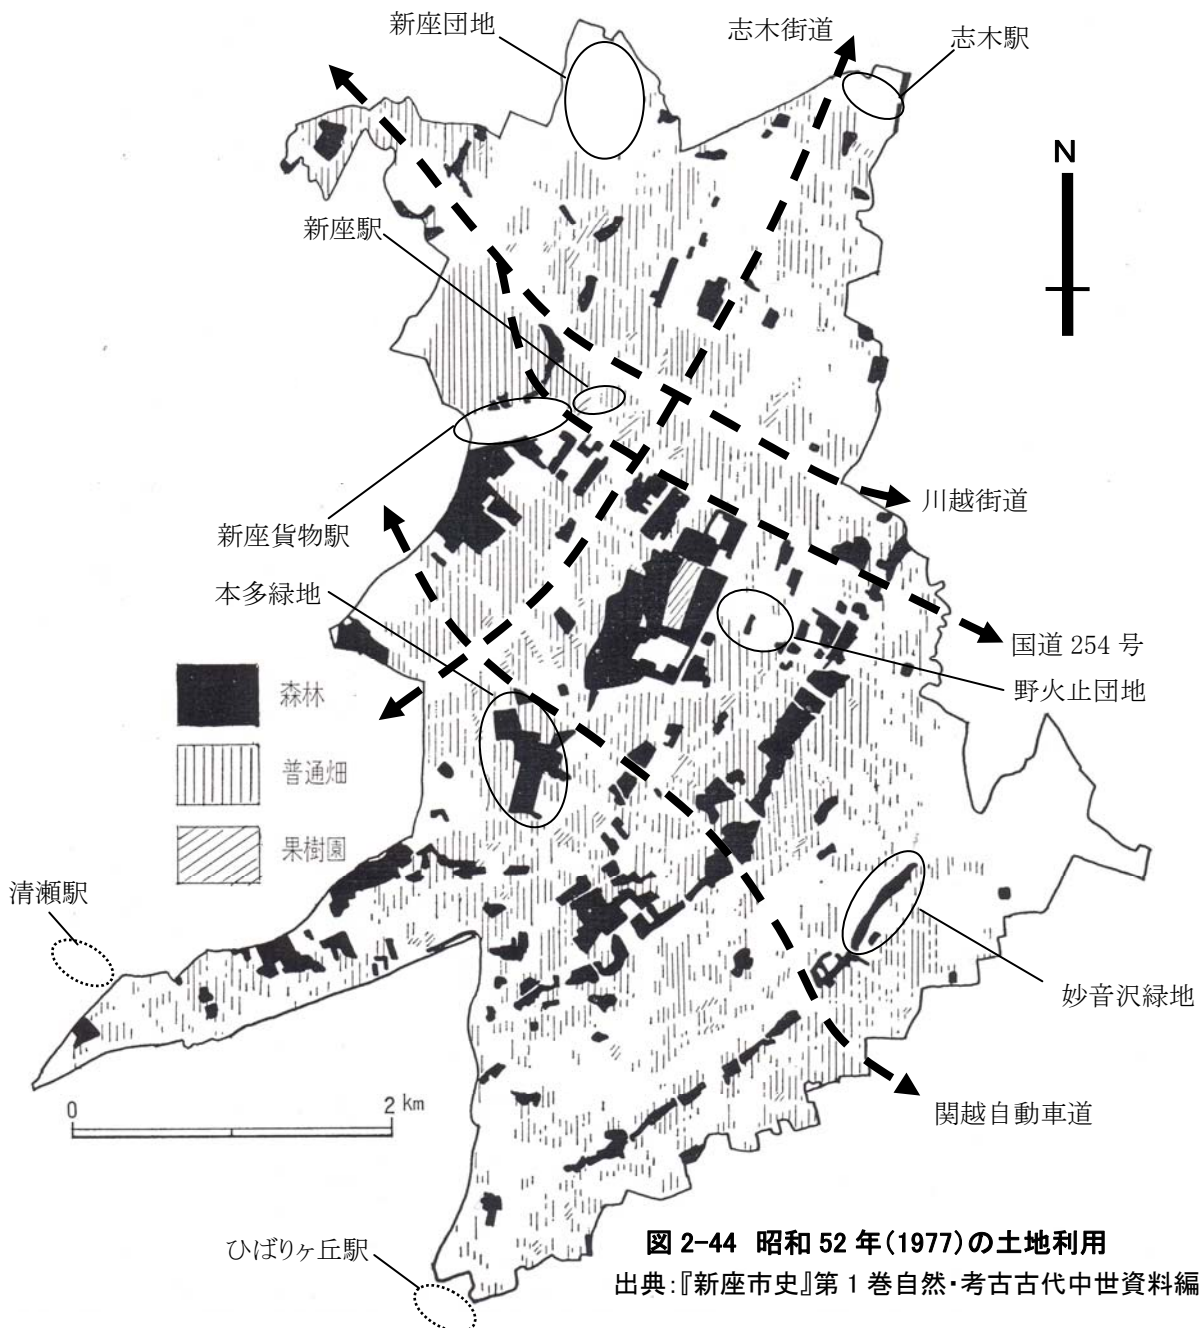 新座団地
志木街道
志木駅
N
新座駅
川越街道
新座貨物駅
本多緑地
国道 254 号
野火止団地
森林
普通畑
果樹園
清瀬駅
妙音沢緑地
0 2 km
関越自動車道
ひばりヶ丘駅
図 2-44 昭和 52 年(1977)の土地利用
出典:『新座市史』第 1 巻自然・考古古代中世資料編